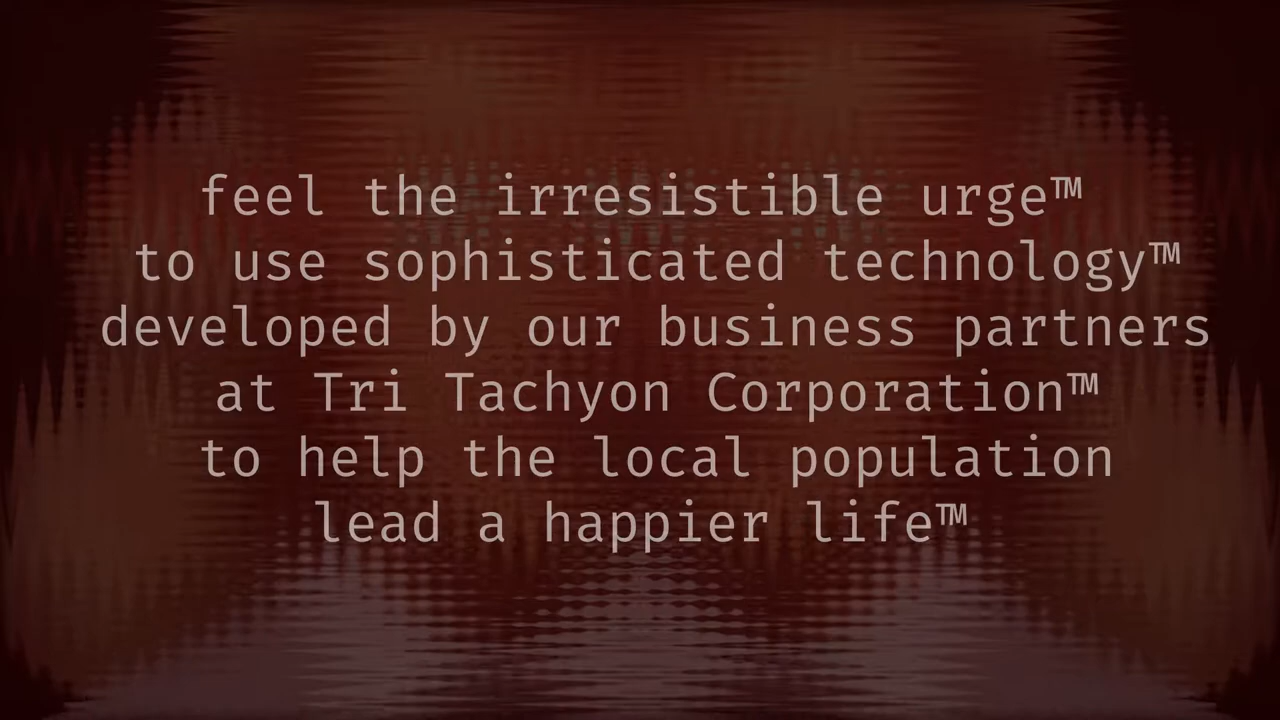 feel the irresistible urge™
to use sophisticated technology™
developed by our business partners
at Tri Tachyon Corporation™
to help the local population
lead a happier life™